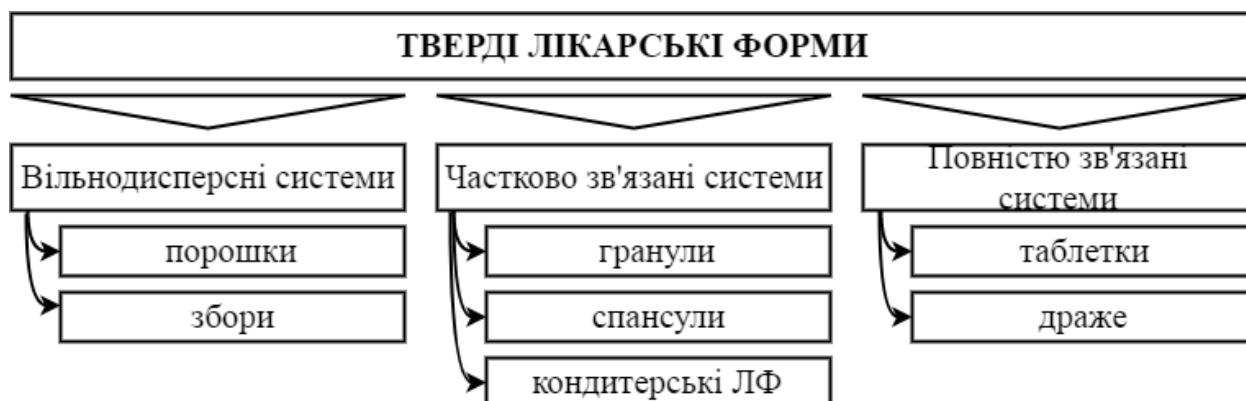 ТВЕРДІ ЛІКАРСЬКІ ФОРМИ
Вільнодисперсні системи
порошки
збори
Частково зв'язані системи
гранули
спансули
кондитерські ЛФ
Повністю зв'язані
системи
таблетки
драже